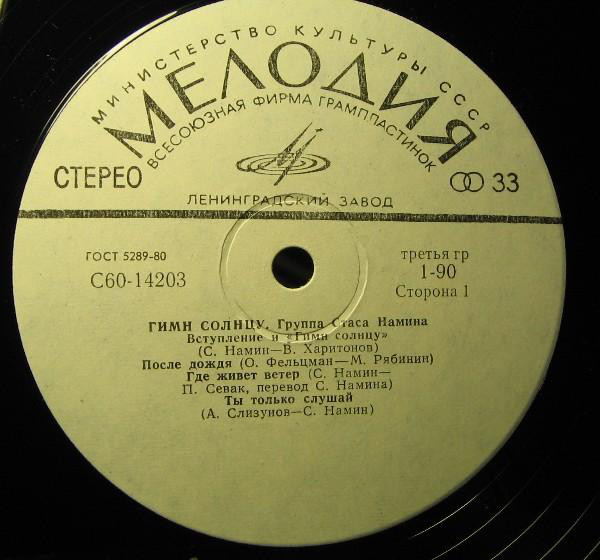 МИНИСТЕРСТВО КУЛЬТУРЫ СССР
МЕЛОДИЯ
ВСЕСОЮЗНАЯ ФИРМА ГРАМПЛАСТИНОК
СТЕРЕО
33
ЛЕНИНГРАДСКИЙ ЗАВОД
ГОСТ 5289-80
третья гр
С60-14203
1-90
Сторона 1
ГИМН СОЛНЦУ. Группа Стаса Намина
Вступление и «Гимн солнцу»
(С. Намин—В. Харитонов)
После дождя (О. Фельцман—М. Рябинин)
Где живет ветер (С. Намин—
П. Севак, перевод С. Намина)
Ты только слушай
(А. Слизунов—С. Намин)